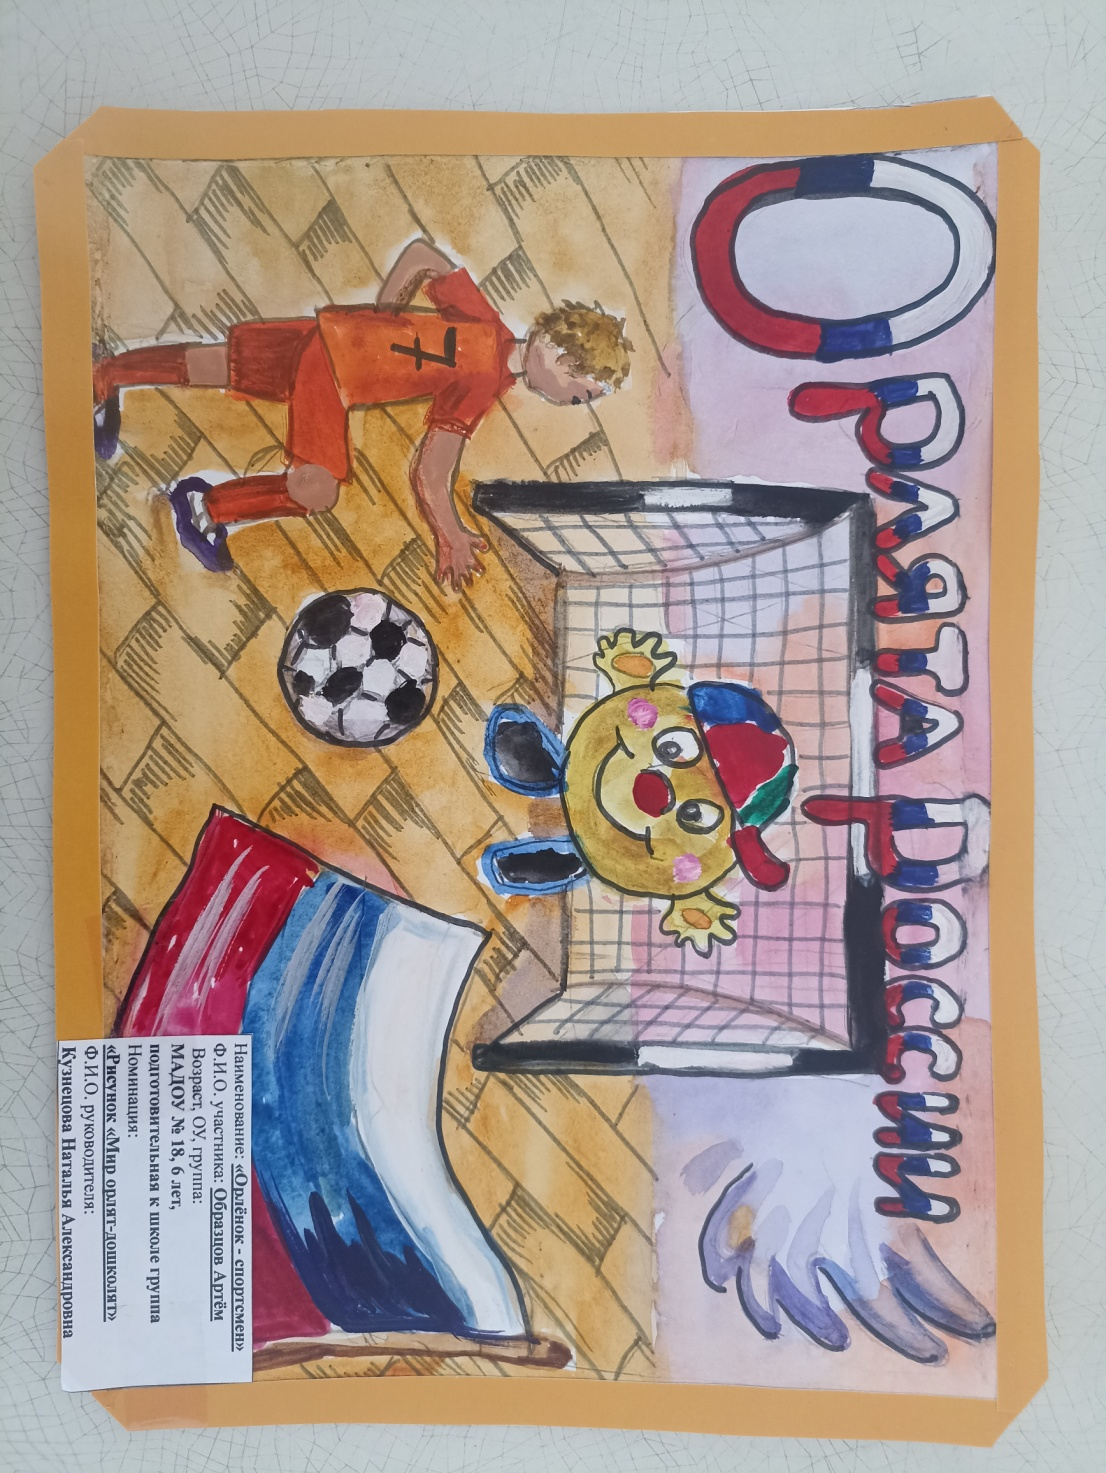 ОРЛЯТА РОССИИ
7
Наименование: «Орлёнок - спортсмен»
Ф.И.О. участника: Образцов Артём
Возраст, ОУ, группа:
МАДОУ № 18, 6 лет,
подготовительная к школе группа
Номинация:
«Рисунок «Мир орлят-дошколят»
Ф.И.О. руководителя:
Кузнецова Наталья Александровна